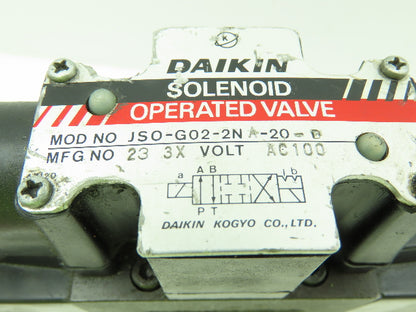 K
DAIKIN
SOLENOID
OPERATED VALVE
MOD NO JSO-G02-2NA-20-D
MFG NO 23 3X VOLT AC100
a A B b
P T
DAIKIN KOGYO CO., LTD.